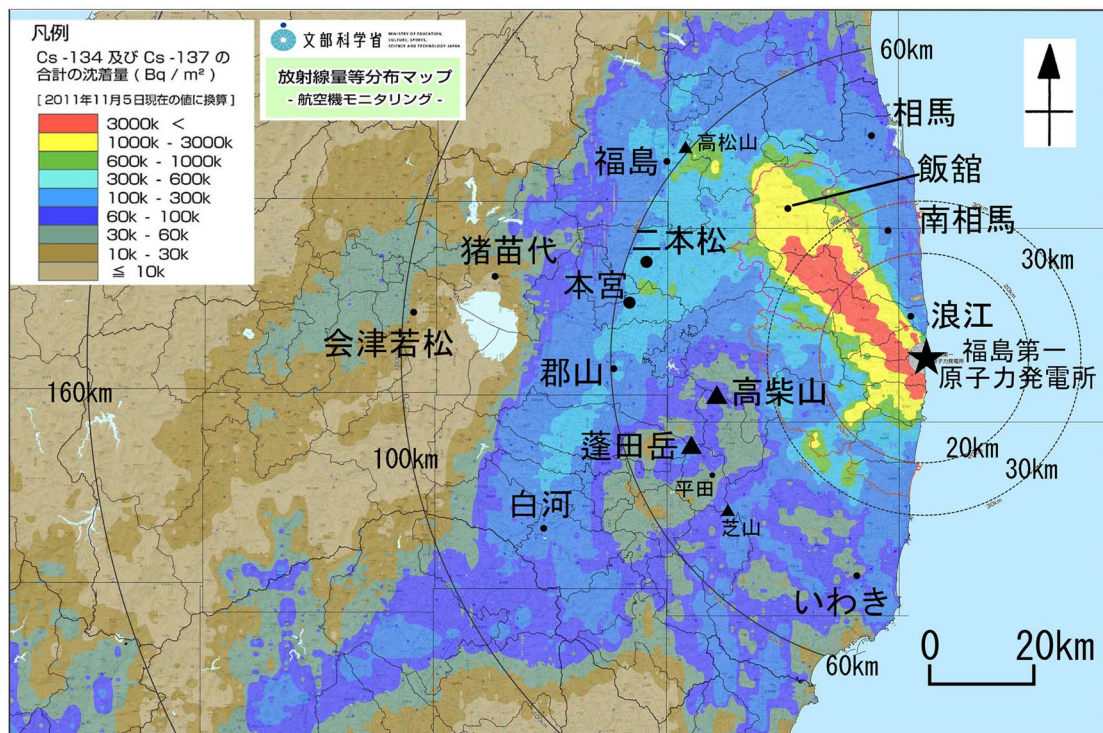 凡例
Cs -134 及び Cs -137 の
合計の沈着量 ( Bq / m² )
[ 2011年11月5日現在の値に換算 ]
3000k <
1000k - 3000k
600k - 1000k
300k - 600k
100k - 300k
60k - 100k
30k - 60k
10k - 30k
≦ 10k
文部科学省
MINISTRY OF EDUCATION,
CULTURE, SPORTS,
SCIENCE AND TECHNOLOGY-JAPAN
放射線量等分布マップ
- 航空機モニタリング -
60km
相馬
高松山
福島
飯舘
南相馬
二本松
猪苗代
30km
本宮
浪江
会津若松
福島第一
原子力発電所
郡山
高柴山
160km
蓬田岳
20km
100km
30km
平田
白河
芝山
いわき
0 20km
60km